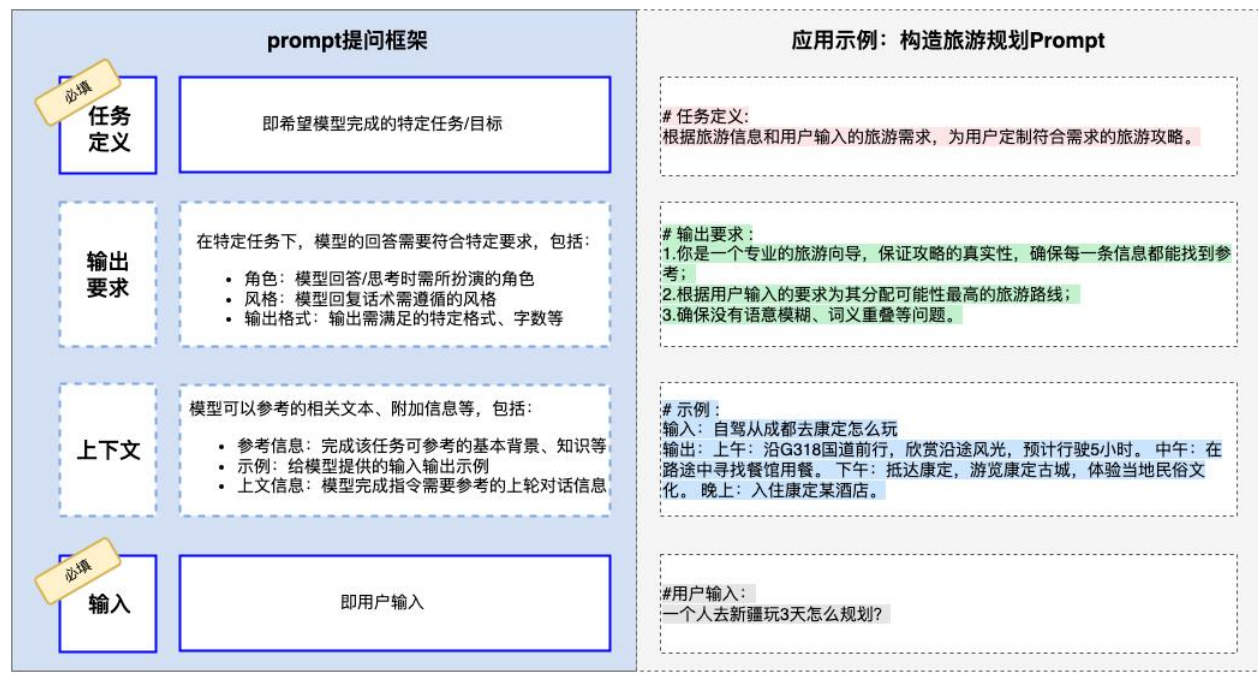 prompt提问框架
必填
任务
定义
即希望模型完成的特定任务/目标
输出
要求
在特定任务下，模型的回答需要符合特定要求，包括：
• 角色：模型回答/思考时需所扮演的角色
• 风格：模型回复话术需遵循的风格
• 输出格式：输出需满足的特定格式、字数等
上下文
模型可以参考的相关文本、附加信息等，包括：
• 参考信息：完成该任务可参考的基本背景、知识等
• 示例：给模型提供的输入输出示例
• 上文信息：模型完成指令需要参考的上轮对话信息
必填
输入
即用户输入
应用示例：构造旅游规划Prompt
# 任务定义:
根据旅游信息和用户输入的旅游需求，为用户定制符合需求的旅游攻略。
# 输出要求 :
1.你是一个专业的旅游向导，保证攻略的真实性，确保每一条信息都能找到参
考；
2.根据用户输入的要求为其分配可能性最高的旅游路线；
3.确保没有语意模糊、词义重叠等问题。
# 示例 :
输入：自驾从成都去康定怎么玩
输出：上午：沿G318国道前行，欣赏沿途风光，预计行驶5小时。 中午：在
路途中寻找餐馆用餐。 下午：抵达康定，游览康定古城，体验当地民俗文
化。 晚上：入住康定某酒店。
#用户输入：
一个人去新疆玩3天怎么规划？